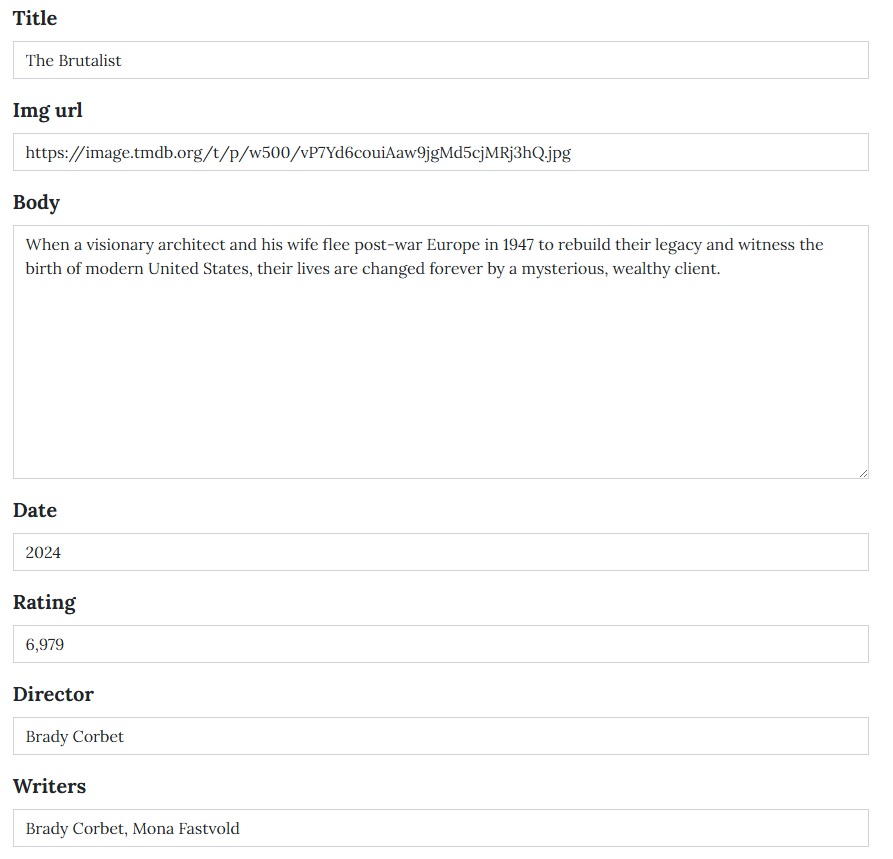 Title
The Brutalist
Img url
https://image.tmdb.org/t/p/w500/vP7Yd6couiAaw9jgMd5cjMRj3hQ.jpg
Body
When a visionary architect and his wife flee post-war Europe in 1947 to rebuild their legacy and witness the
birth of modern United States, their lives are changed forever by a mysterious, wealthy client.
Date
2024
Rating
6,979
Director
Brady Corbet
Writers
Brady Corbet, Mona Fastvold